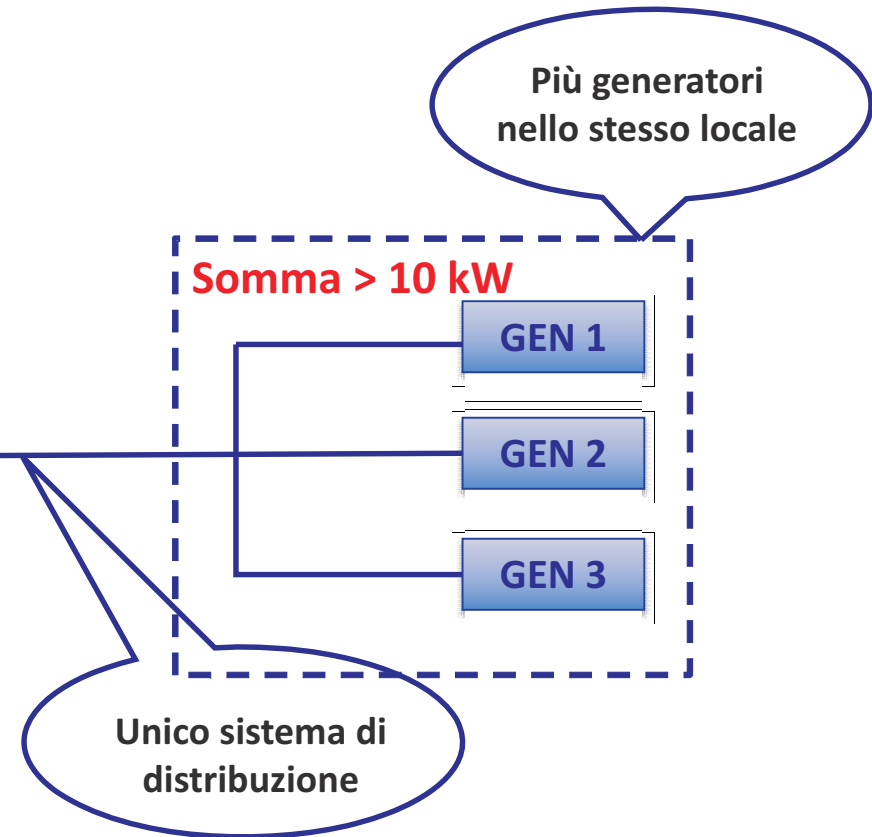 Più generatori
nello stesso locale
Somma > 10 kW
GEN 1
GEN 2
GEN 3
Unico sistema di
distribuzione